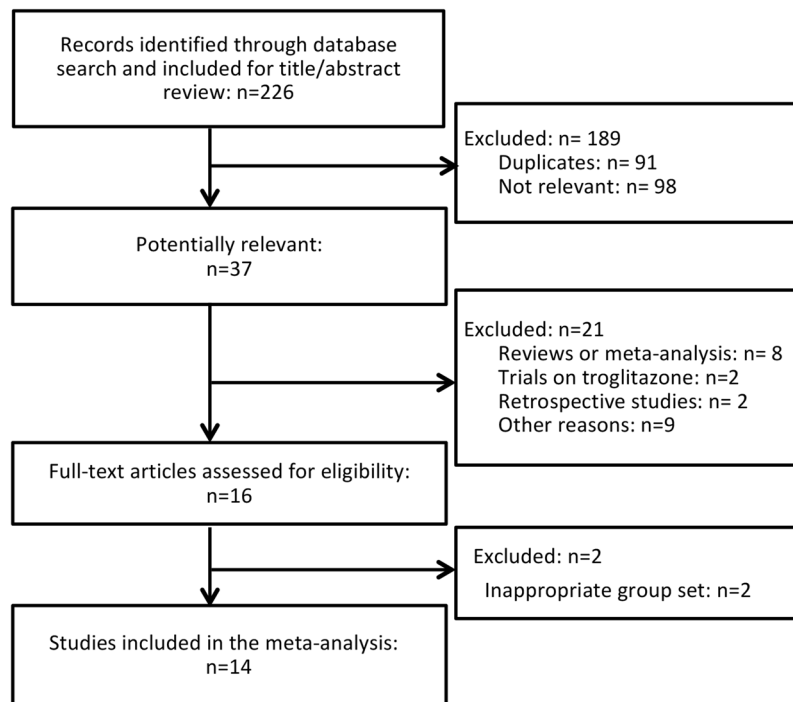 Records identified through database
search and included for title/abstract
review: n=226
Excluded: n= 189
Duplicates: n= 91
Not relevant: n= 98
Potentially relevant:
n=37
Excluded: n=21
Reviews or meta-analysis: n= 8
Trials on troglitazone: n=2
Retrospective studies: n= 2
Other reasons: n=9
Full-text articles assessed for eligibility:
n=16
Excluded: n=2
Inappropriate group set: n=2
Studies included in the meta-analysis:
n=14